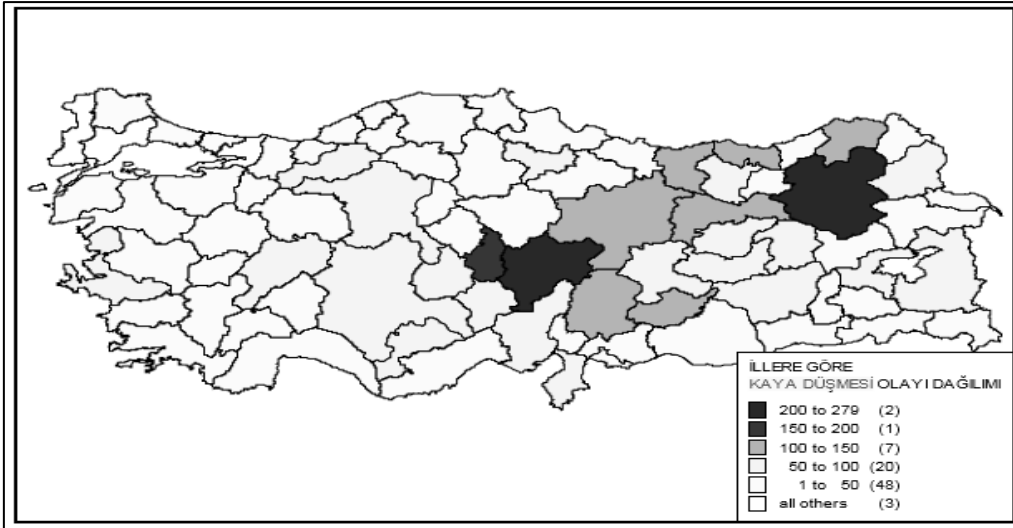 İLLERE GÖRE
KAYA DÜŞMESİ OLAYI DAĞILIMI
200 to 279 (2)
150 to 200 (1)
100 to 150 (7)
50 to 100 (20)
1 to 50 (48)
all others (3)